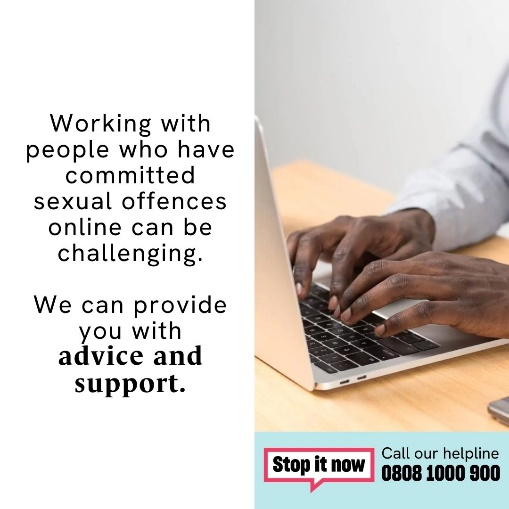 Working with
people who have
committed
sexual offences
online can be
challenging.
We can provide
you with
advice and
support.
Stop it now
Call our helpline
0808 1000 900